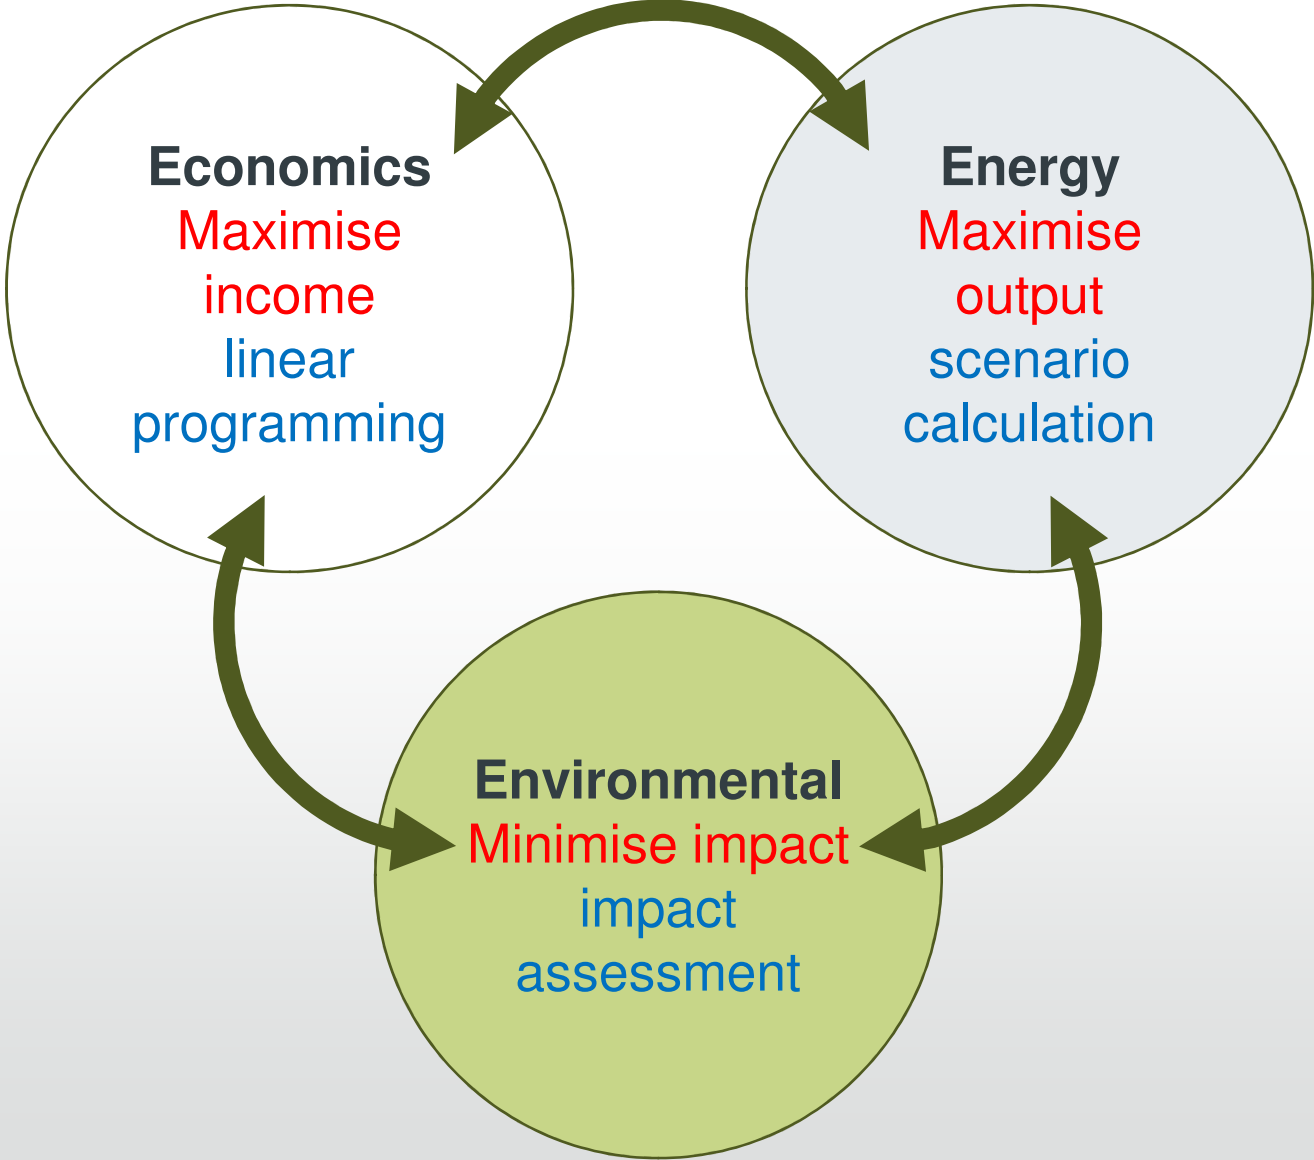 Economics
Maximise
income
linear
programming
Energy
Maximise
output
scenario
calculation
Environmental
Minimise impact
impact
assessment